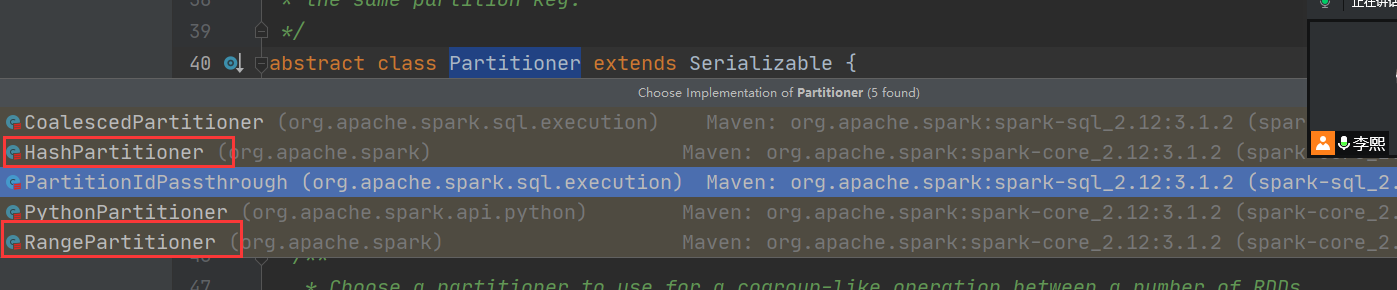 38 * the same partition key.
39 */
40 abstract class Partitioner extends Serializable {
Choose Implementation of Partitioner (5 found)
CoalescedPartitioner (org.apache.spark.sql.execution) Maven: org.apache.spark:spark-sql_2.12:3.1.2 (spark-
HashPartitioner (org.apache.spark) Maven: org.apache.spark:spark-core_2.12:3.1.2 (spark-co
PartitionIdPassthrough (org.apache.spark.sql.execution) Maven: org.apache.spark:spark-sql_2.12:3.1.2 (spark-sql_2.
PythonPartitioner (org.apache.spark.api.python) Maven: org.apache.spark:spark-core_2.12:3.1.2 (spark-core_2
RangePartitioner (org.apache.spark) Maven: org.apache.spark:spark-core_2.12:3.1.2 (spark-core_2.
46 /**
47 * Choose a partitioner to use for a cogroup-like operation between a number of RDDs
正在讲话
李熙